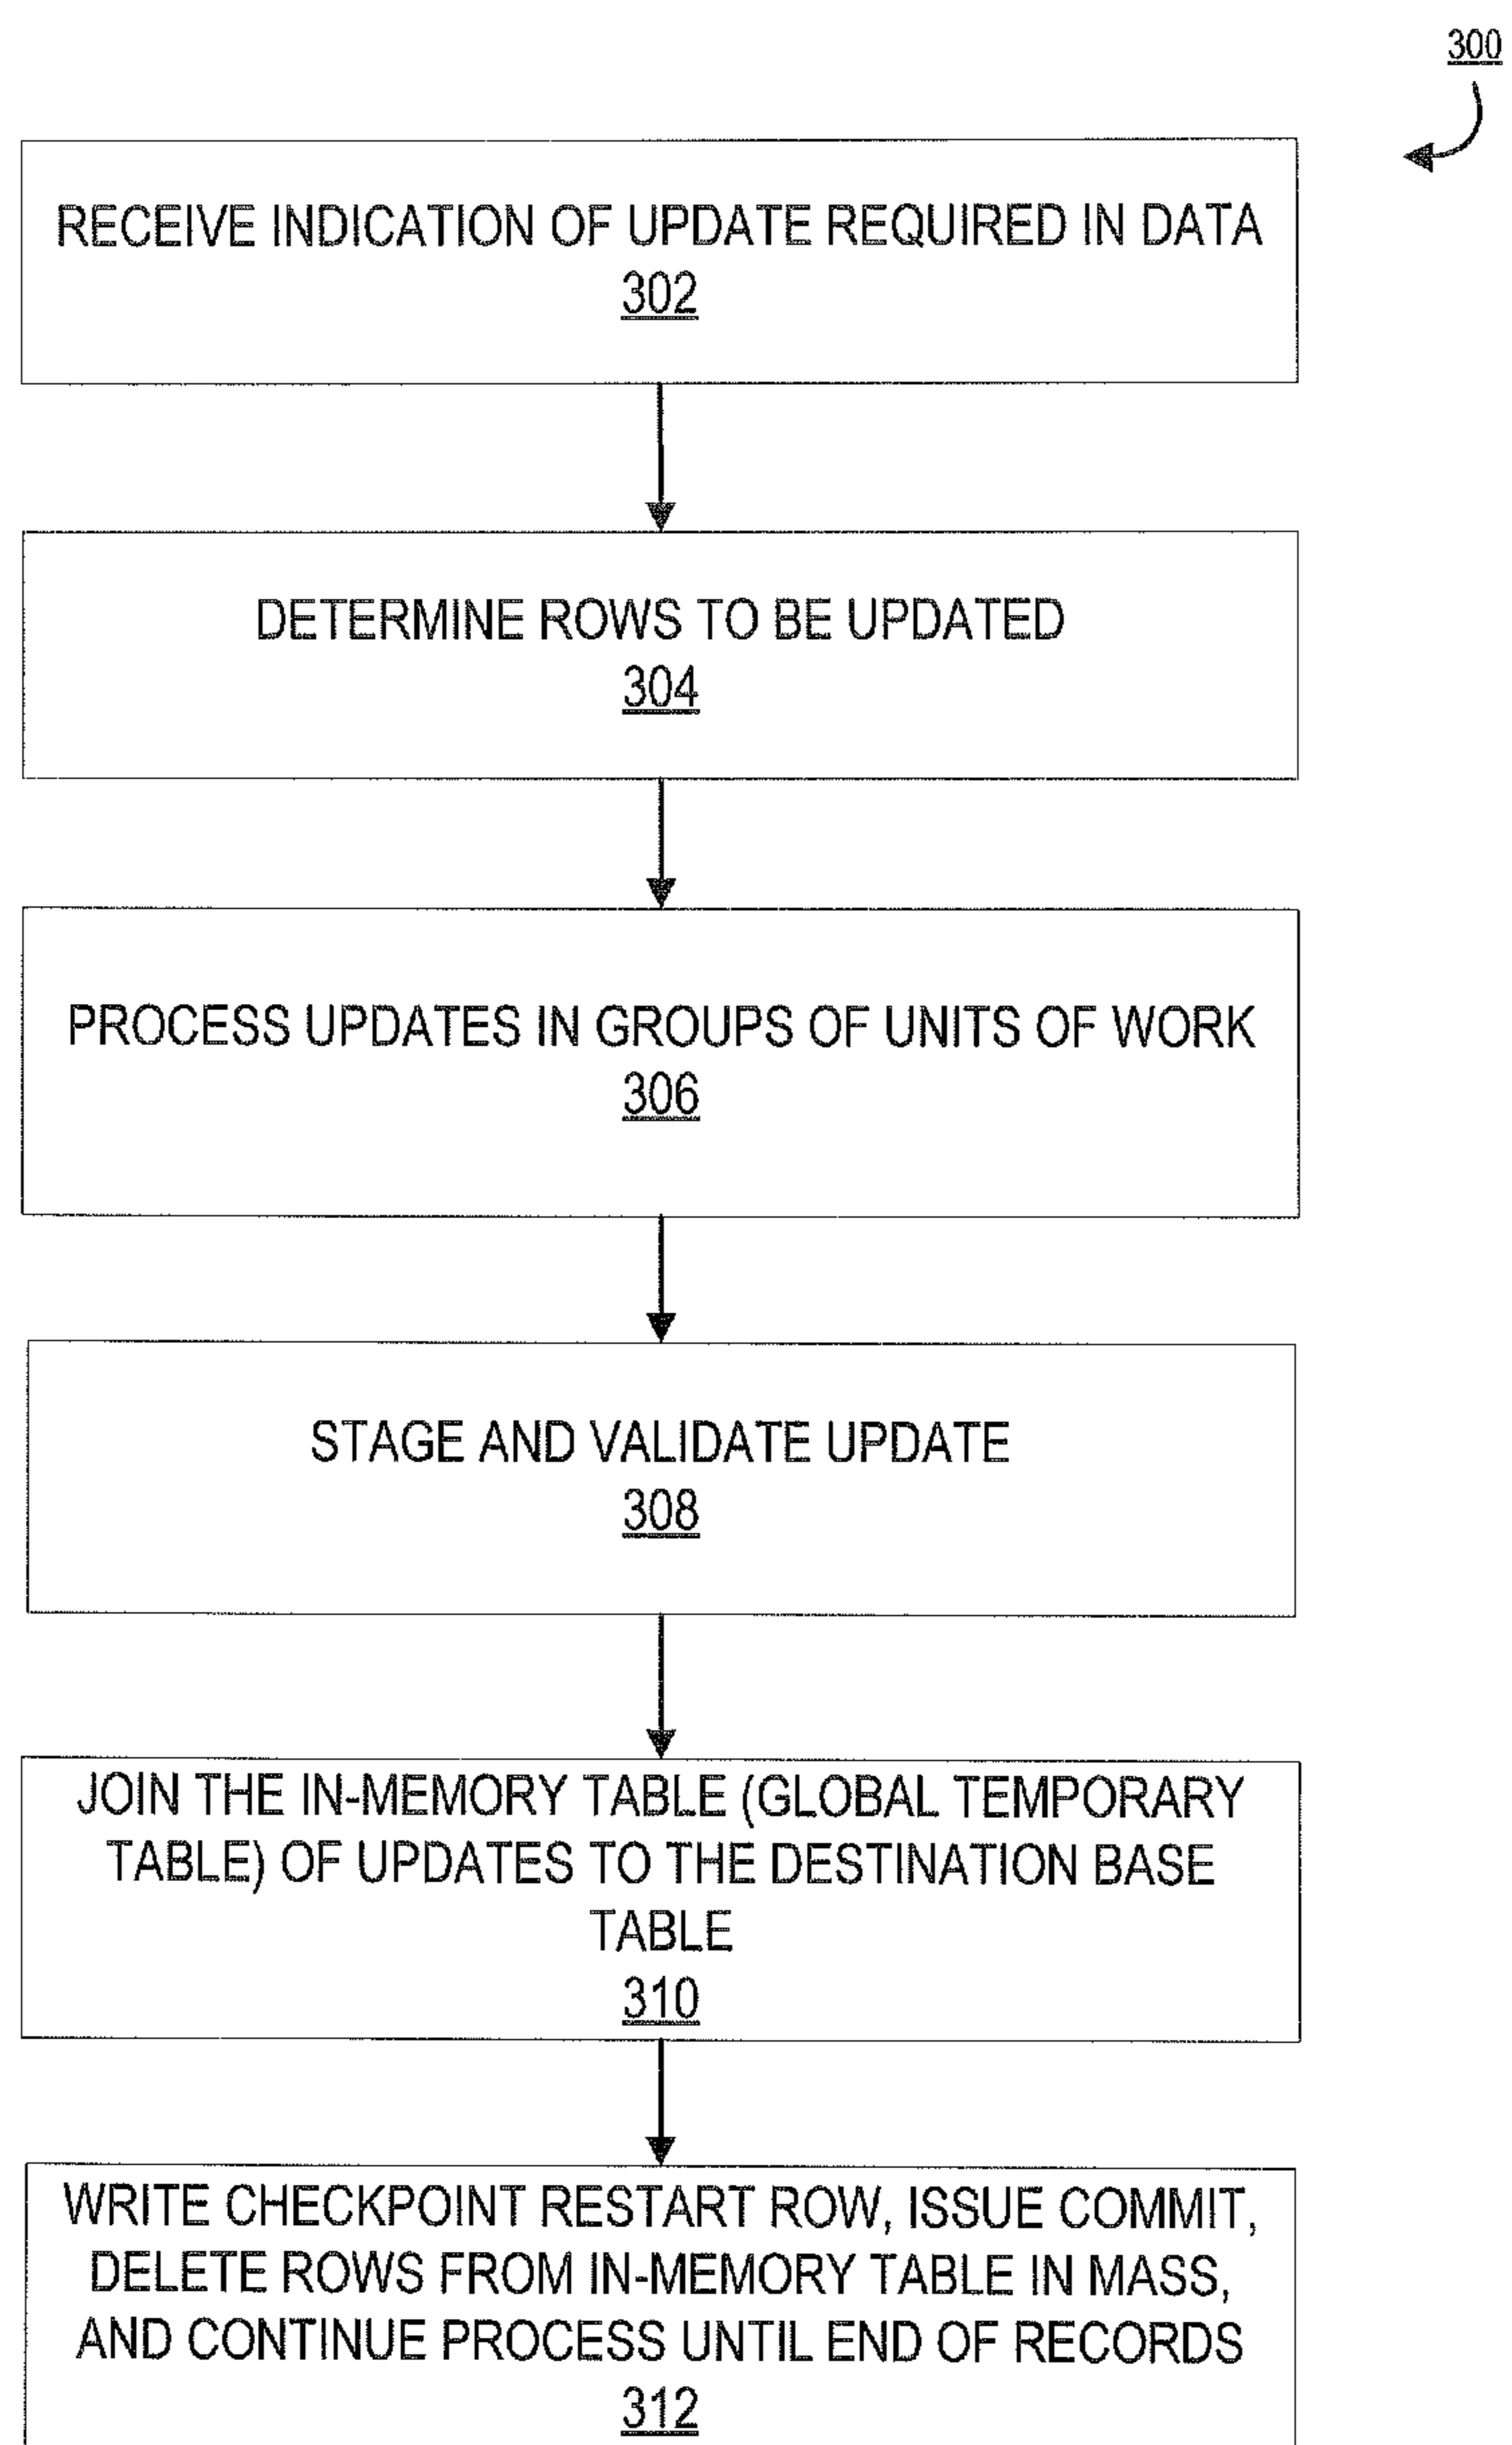 300
RECEIVE INDICATION OF UPDATE REQUIRED IN DATA
302
DETERMINE ROWS TO BE UPDATED
304
PROCESS UPDATES IN GROUPS OF UNITS OF WORK
306
STAGE AND VALIDATE UPDATE
308
JOIN THE IN-MEMORY TABLE (GLOBAL TEMPORARY
TABLE) OF UPDATES TO THE DESTINATION BASE
TABLE
310
WRITE CHECKPOINT RESTART ROW, ISSUE COMMIT,
DELETE ROWS FROM IN-MEMORY TABLE IN MASS,
AND CONTINUE PROCESS UNTIL END OF RECORDS
312